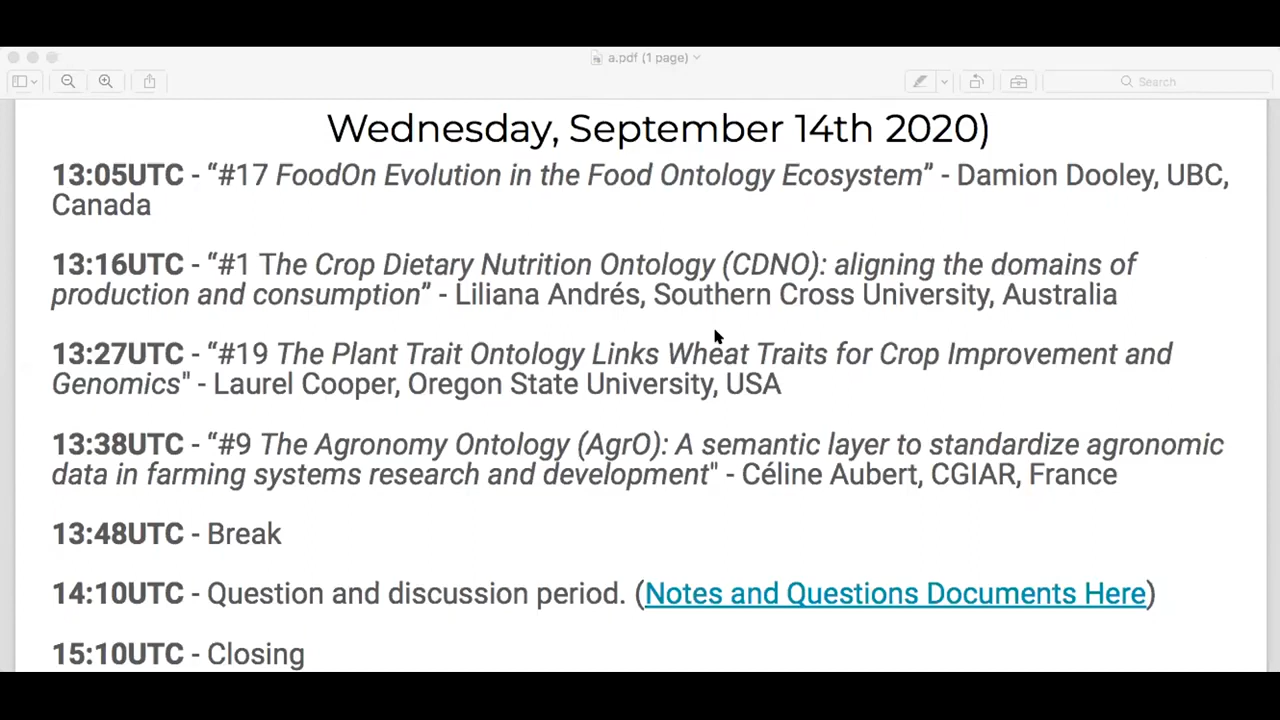 a.pdf (1 page)
Search
Wednesday, September 14th 2020)
13:05UTC - “#17 FoodOn Evolution in the Food Ontology Ecosystem” - Damion Dooley, UBC,
Canada
13:16UTC - “#1 The Crop Dietary Nutrition Ontology (CDNO): aligning the domains of
production and consumption” - Liliana Andrés, Southern Cross University, Australia
13:27UTC - “#19 The Plant Trait Ontology Links Wheat Traits for Crop Improvement and
Genomics" - Laurel Cooper, Oregon State University, USA
13:38UTC - “#9 The Agronomy Ontology (AgrO): A semantic layer to standardize agronomic
data in farming systems research and development" - Céline Aubert, CGIAR, France
13:48UTC - Break
14:10UTC - Question and discussion period. (Notes and Questions Documents Here)
15:10UTC - Closing